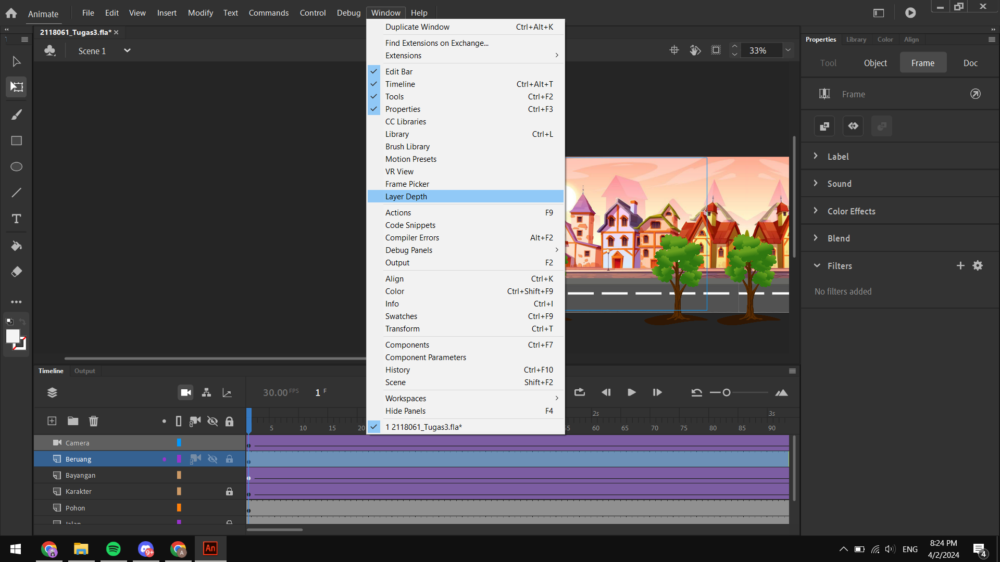 Animate File Edit View Insert Modify Text Commands Control Debug Window Help
2118061_Tugas3.fla*
Scene 1
33%
Duplicate Window Ctrl+Alt+K
Find Extensions on Exchange...
Extensions
Edit Bar
Timeline Ctrl+Alt+T
Tools Ctrl+F2
Properties Ctrl+F3
CC Libraries
Library Ctrl+L
Brush Library
Motion Presets
VR View
Frame Picker
Layer Depth
Actions F9
Code Snippets
Compiler Errors Alt+F2
Debug Panels
Output F2
Align Ctrl+K
Color Ctrl+Shift+F9
Info Ctrl+I
Swatches Ctrl+F9
Transform Ctrl+T
Components Ctrl+F7
Component Parameters
History Ctrl+F10
Scene Shift+F2
Workspaces
Hide Panels F4
1 2118061_Tugas3.fla*
Properties Library Color Align
Tool Object Frame Doc
Frame
Label
Sound
Color Effects
Blend
Filters
No filters added
Timeline Output
30.00 FPS 1 F
2s 3s
5 10 15 20 60 65 70 75 80 85 90
Camera
Beruang
Bayangan
Karakter
Pohon
Jalan
An
9+
A
ENG
8:24 PM
4/2/2024
4